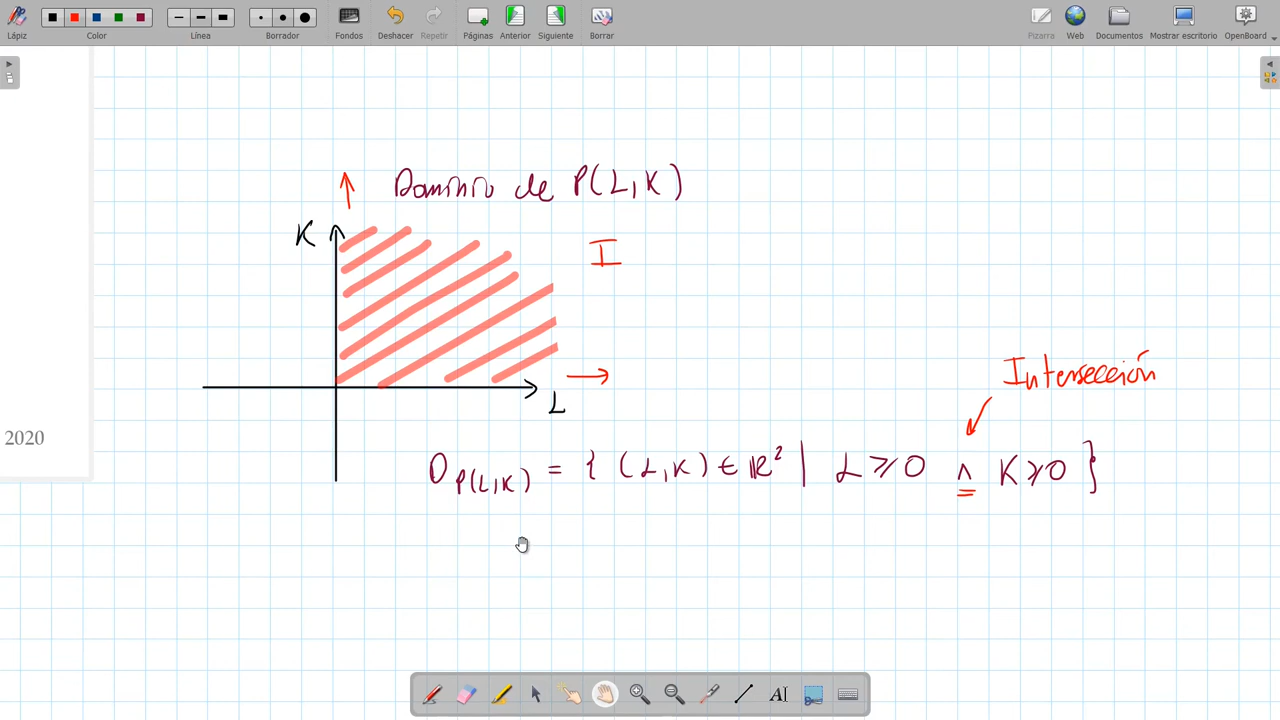 Lápiz Color Línea Borrador Fondos Deshacer Repetir Páginas Anterior Siguiente Borrar Pizarra Web Documentos Mostrar escritorio OpenBoard
Dominio de P(L,K)
K
I
L
Intersección
2020
D P(L,K) = { (L,K) ∈ ℝ² | L ⩾ 0 ∧ K ⩾ 0 }
AI